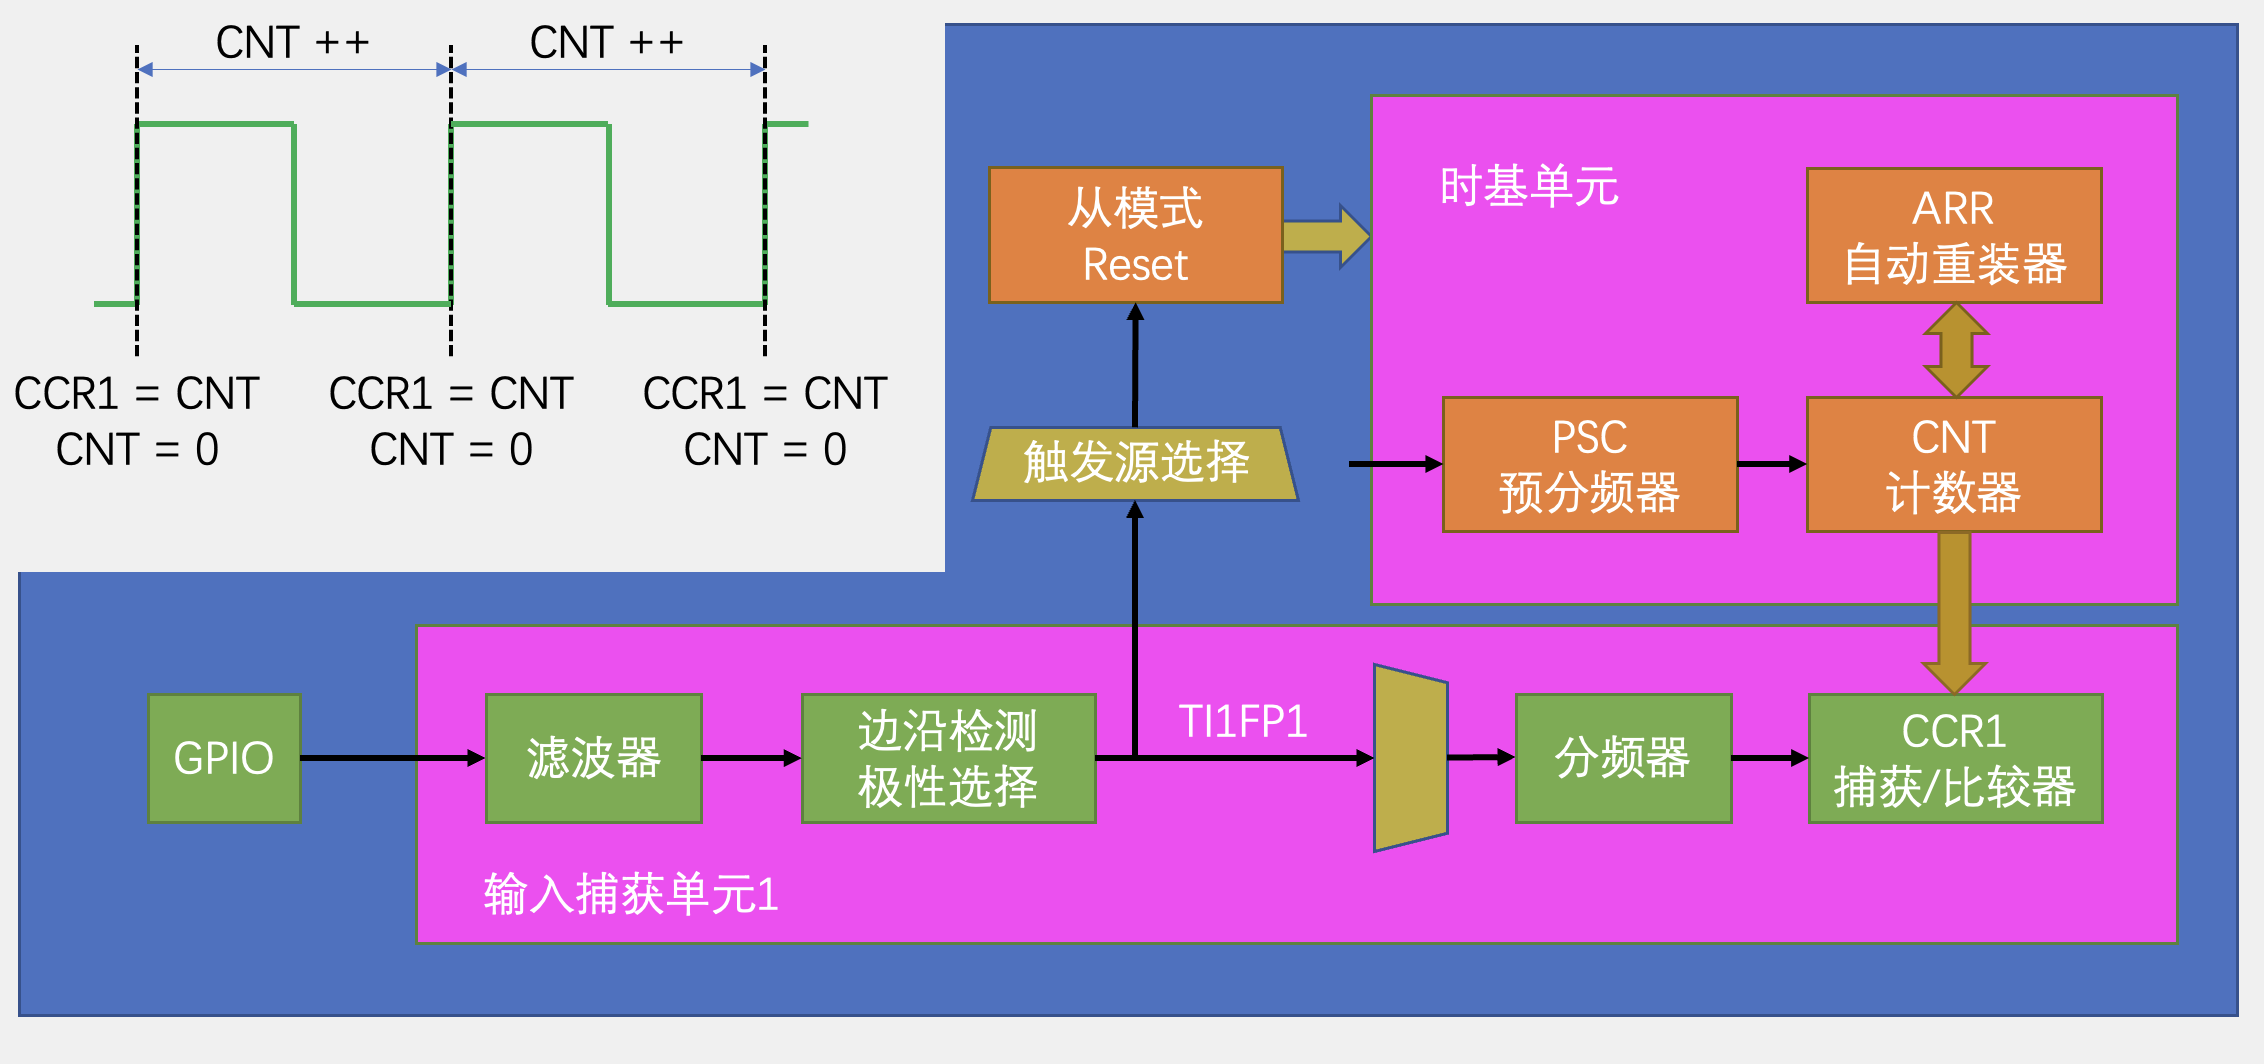 CNT ++
CNT ++
CCR1 = CNT
CNT = 0
CCR1 = CNT
CNT = 0
CCR1 = CNT
CNT = 0
从模式
Reset
时基单元
ARR
自动重装器
触发源选择
PSC
预分频器
CNT
计数器
GPIO
滤波器
边沿检测
极性选择
TI1FP1
分频器
CCR1
捕获/比较器
输入捕获单元1